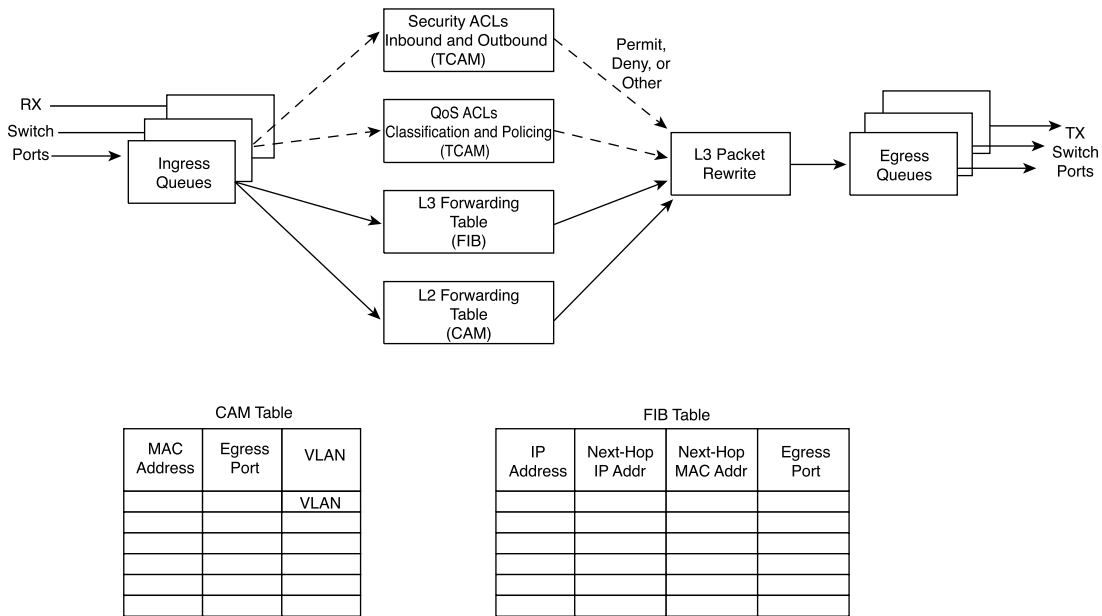 Security ACLs
Inbound and Outbound
(TCAM)
Permit,
Deny, or
Other
RX
Switch
Ports
Ingress
Queues
QoS ACLs
Classification and Policing
(TCAM)
L3 Forwarding
Table
(FIB)
L2 Forwarding
Table
(CAM)
L3 Packet
Rewrite
Egress
Queues
TX
Switch
Ports
CAM Table
MAC
Address
Egress
Port
VLAN
VLAN
FIB Table
IP
Address
Next-Hop
IP Addr
Next-Hop
MAC Addr
Egress
Port